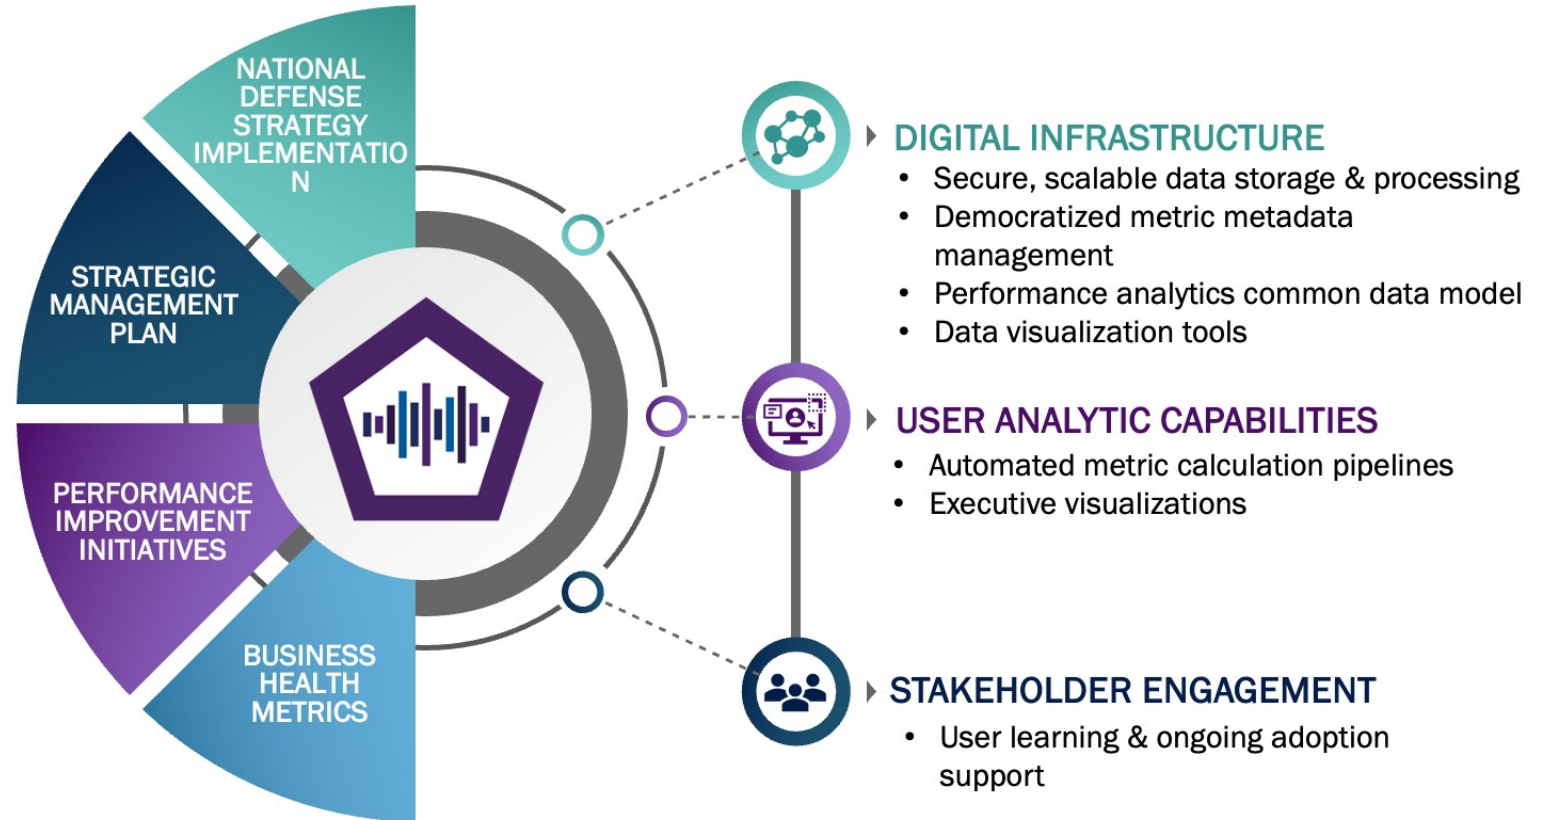 NATIONAL
DEFENSE
STRATEGY
IMPLEMENTATIO
N
STRATEGIC
MANAGEMENT
PLAN
PERFORMANCE
IMPROVEMENT
INITIATIVES
BUSINESS
HEALTH
METRICS
DIGITAL INFRASTRUCTURE
• Secure, scalable data storage & processing
• Democratized metric metadata
management
• Performance analytics common data model
• Data visualization tools
USER ANALYTIC CAPABILITIES
• Automated metric calculation pipelines
• Executive visualizations
STAKEHOLDER ENGAGEMENT
• User learning & ongoing adoption
support